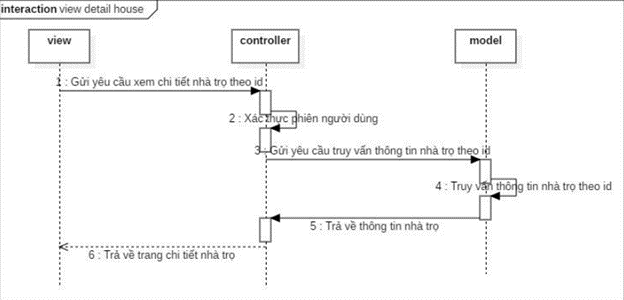 interaction view detail house
view
controller
model
1 : Gửi yêu cầu xem chi tiết nhà trọ theo id
2 : Xác thực phiên người dùng
3 : Gửi yêu cầu truy vấn thông tin nhà trọ theo id
4 : Truy vấn thông tin nhà trọ theo id
5 : Trả về thông tin nhà trọ
6 : Trả về trang chi tiết nhà trọ